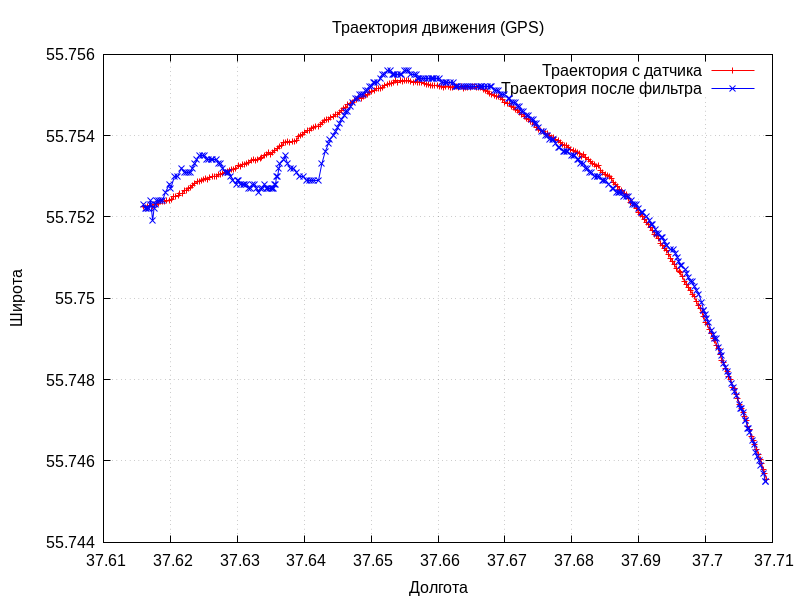 Траектория движения (GPS)
Траектория с датчика
Траектория после фильтра
55.756
55.754
55.752
55.75
55.748
55.746
55.744
Широта
37.61 37.62 37.63 37.64 37.65 37.66 37.67 37.68 37.69 37.7 37.71
Долгота